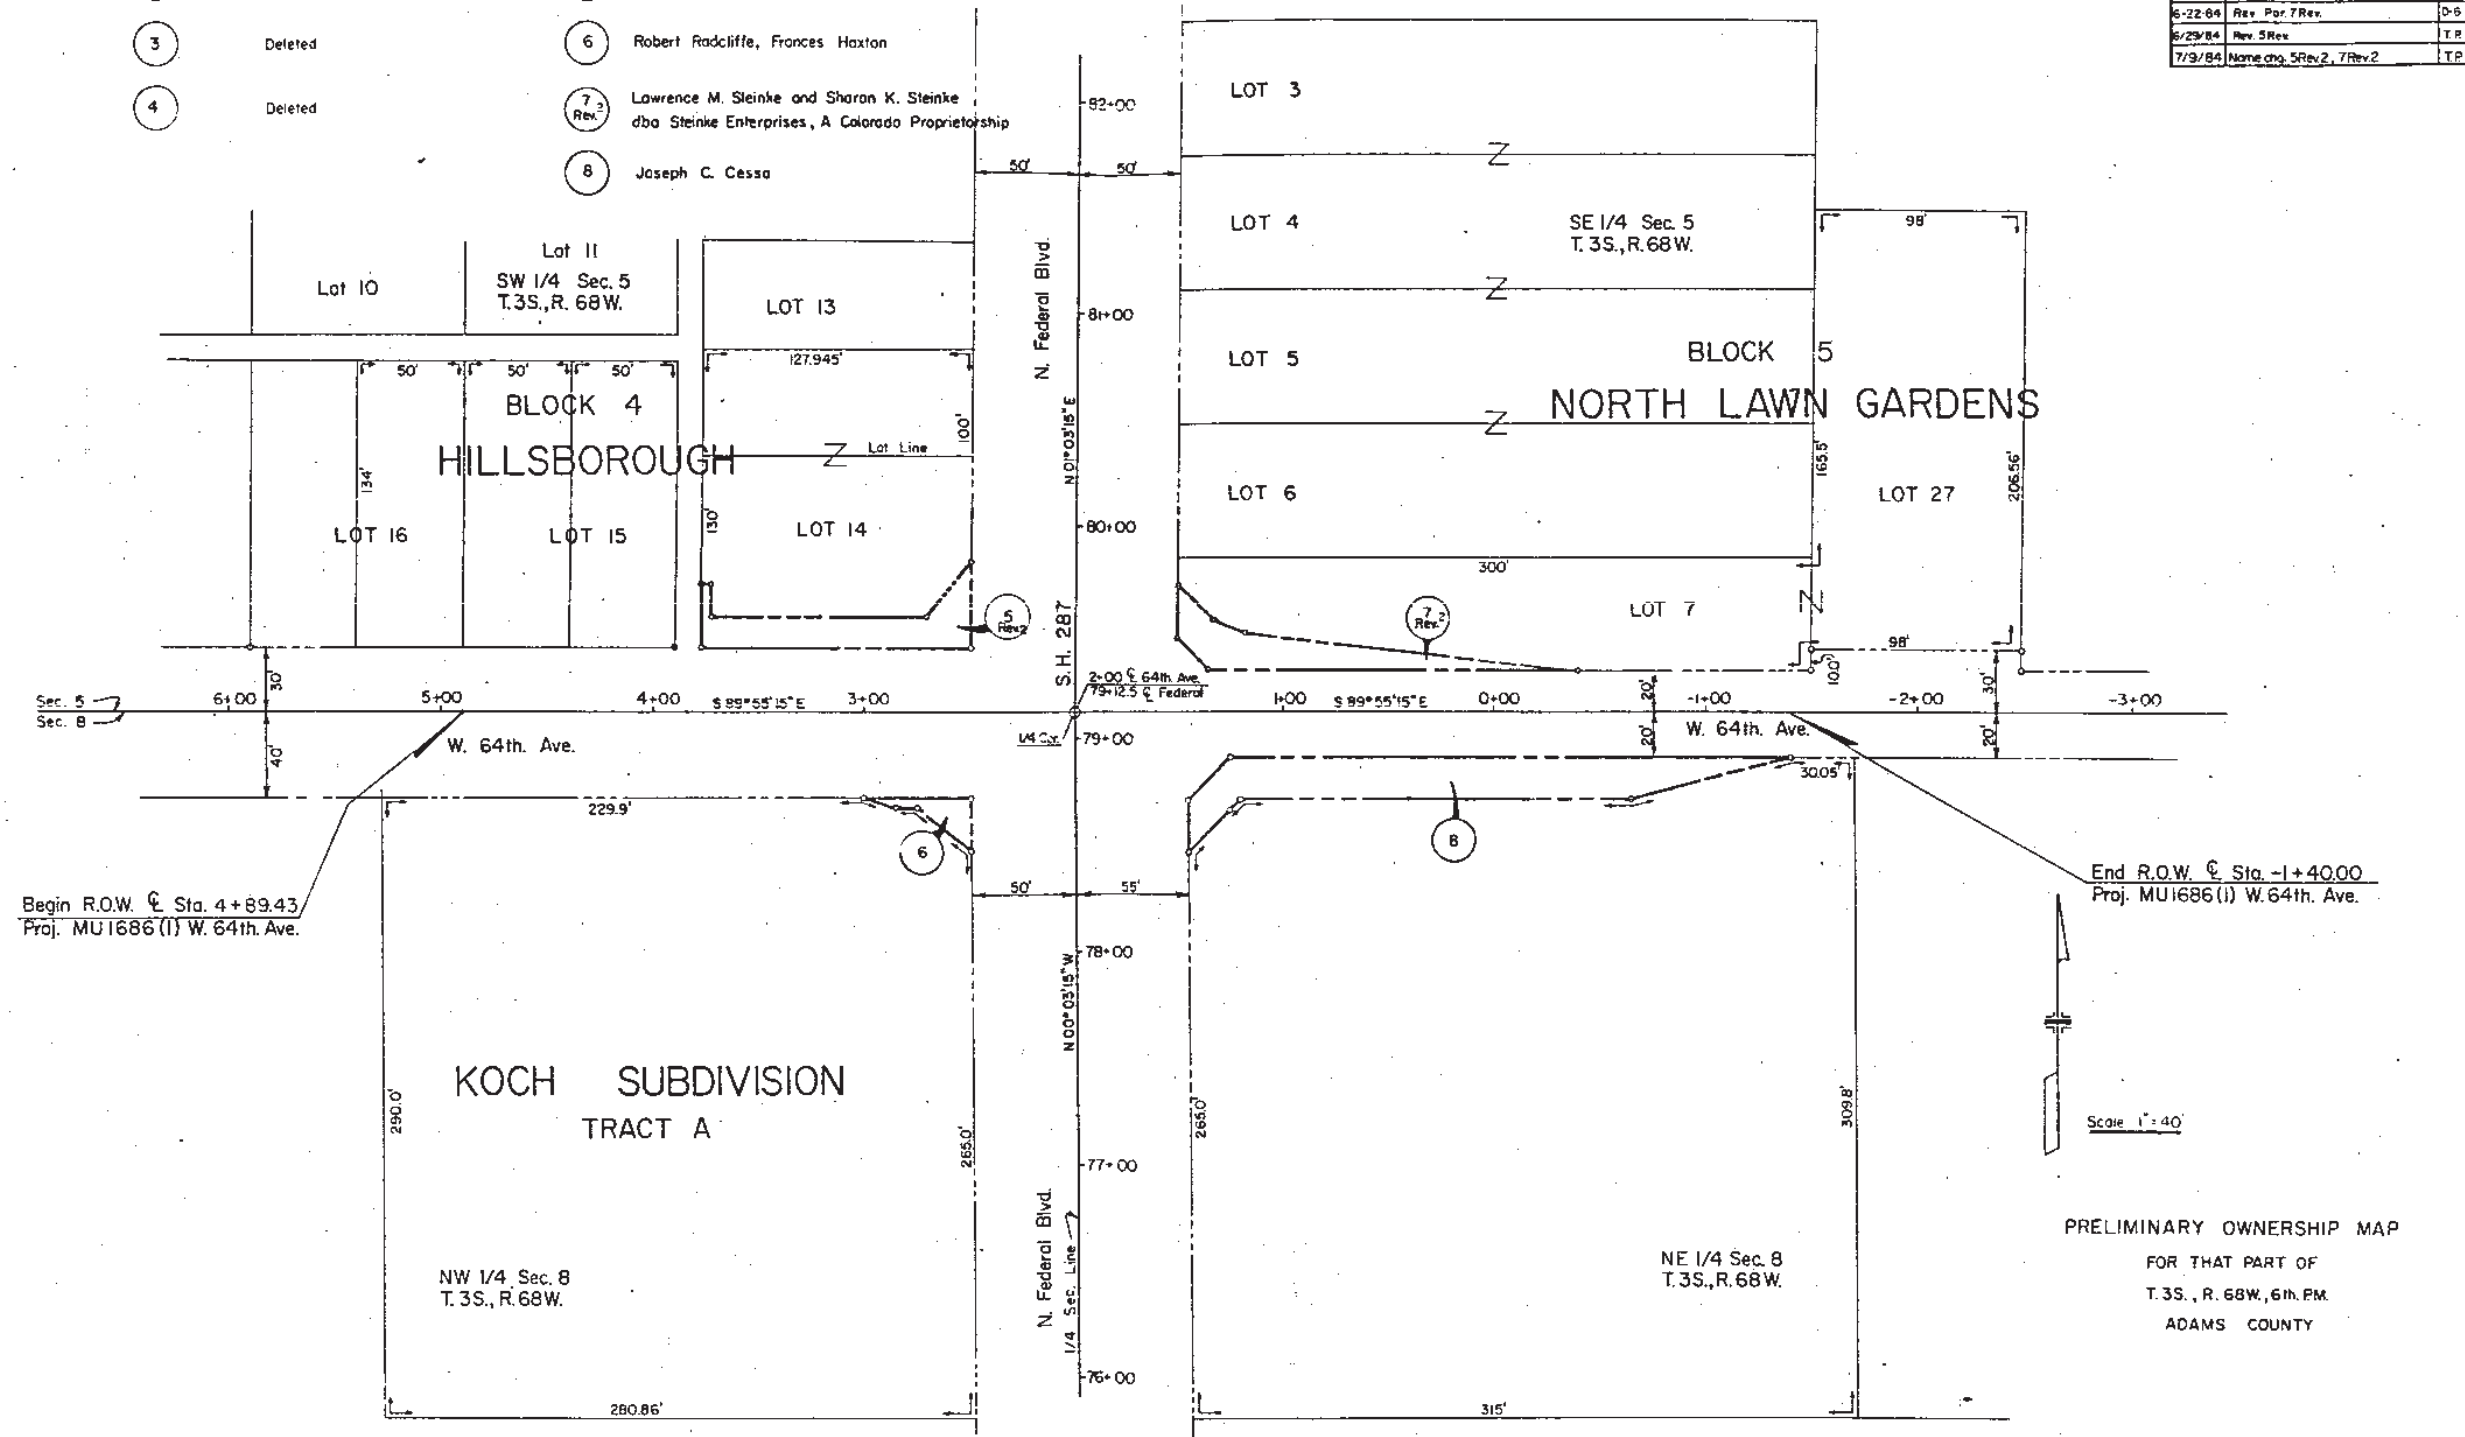 3 Deleted
4 Deleted
6 Robert Radcliffe, Frances Haxton
7 Rev.2 Lawrence M. Steinke and Sharon K. Steinke
dba Steinke Enterprises, A Colorado Proprietorship
8 Joseph C. Cessa
6-22-84 Rev. Par. 7 Rev. D-6
6/29/84 Rev. 5 Rev. T.P.
7/9/84 Name chg. 5Rev.2, 7Rev.2 T.P.
82+00
50' 50'
LOT 3
LOT 4
SE 1/4 Sec. 5
T. 3S., R. 68W.
98'
Lot 10
Lot 11
SW 1/4 Sec. 5
T. 3S., R. 68W.
LOT 13
127.945'
N. Federal Blvd.
81+00
LOT 5
BLOCK 5
NORTH LAWN GARDENS
50' 50' 50'
BLOCK 4
HILLSBOROUGH
100'
Lot Line
N01°03'15"E
134'
130'
LOT 16
LOT 15
LOT 14
80+00
LOT 6
165.5'
LOT 27
206.56'
300'
LOT 7
5 Rev.2
7 Rev.2
S.H. 287
98'
10.0'
30'
30'
20'
Sec. 5
Sec. 8
6+00 5+00 4+00 S 89°55'15"E 3+00
2+00 ℄ 64th. Ave.
79+12.5 ℄ Federal
1+00 0+00 S 89°55'15"E -1+00 -2+00 -3+00
1/4 Cor.
79+00
40'
W. 64th. Ave.
20'
W. 64th. Ave.
20'
30.05'
229.9'
6
8
50' 55'
Begin R.O.W. ℄ Sta. 4+89.43
Proj. MU1686(1) W. 64th. Ave.
End R.O.W. ℄ Sta. -1+40.00
Proj. MU1686(1) W. 64th. Ave.
78+00
N00°03'15"W
KOCH SUBDIVISION
TRACT A
290.0'
265.0'
265.0'
309.8'
Scale 1"=40'
77+00
N. Federal Blvd.
1/4 Sec. Line
NW 1/4 Sec. 8
T. 3S., R. 68W.
NE 1/4 Sec. 8
T. 3S., R. 68W.
76+00
280.86'
315'
PRELIMINARY OWNERSHIP MAP
FOR THAT PART OF
T. 3S., R. 68W., 6th. P.M.
ADAMS COUNTY